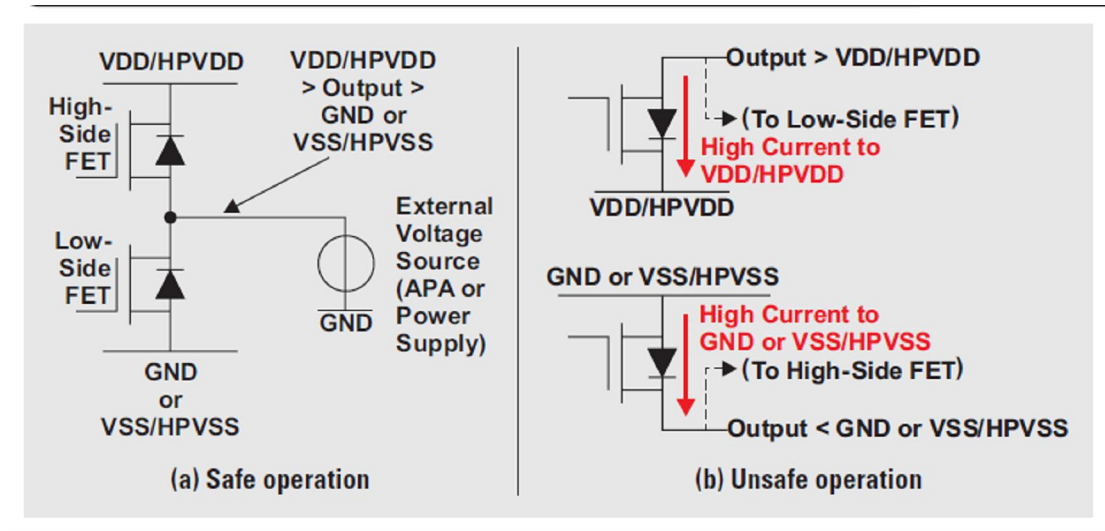 VDD/HPVDD
VDD/HPVDD
> Output >
GND or
VSS/HPVSS
High-
Side
FET
Low-
Side
FET
External
Voltage
Source
(APA or
Power
Supply)
GND
GND
or
VSS/HPVSS
(a) Safe operation
Output > VDD/HPVDD
(To Low-Side FET)
High Current to
VDD/HPVDD
VDD/HPVDD
GND or VSS/HPVSS
High Current to
GND or VSS/HPVSS
(To High-Side FET)
Output < GND or VSS/HPVSS
(b) Unsafe operation